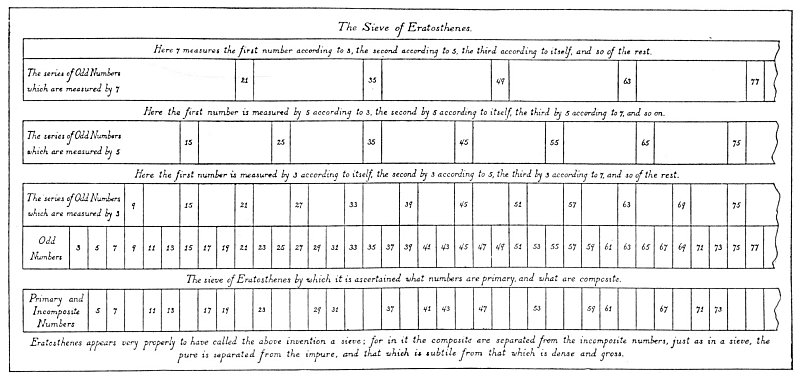 The Sieve of Eratosthenes.
Here 7 measures the first number according to 3, the second according to 5, the third according to itself, and so of the rest.
The series of Odd Numbers
which are measured by 7
21 35 49 63 77
Here the first number is measured by 5 according to 3, the second by 5 according to itself, the third by 5 according to 7, and so on.
The series of Odd Numbers
which are measured by 5
15 25 35 45 55 65 75
Here the first number is measured by 3 according to itself, the second by 3 according to 5, the third by 3 according to 7, and so of the rest.
The series of Odd Numbers
which are measured by 3
9 15 21 27 33 39 45 51 57 63 69 75
Odd
Numbers
3 5 7 9 11 13 15 17 19 21 23 25 27 29 31 33 35 37 39 41 43 45 47 49 51 53 55 57 59 61 63 65 67 69 71 73 75 77
The sieve of Eratosthenes by which it is ascertained what numbers are primary, and what are composite.
Primary and
Incomposite
Numbers
5 7 11 13 17 19 23 29 31 37 41 43 47 53 59 61 67 71 73
Eratosthenes appears very properly to have called the above invention a sieve; for in it the composite are separated from the incomposite numbers, just as in a sieve, the
pure is separated from the impure, and that which is subtile from that which is dense and gross.